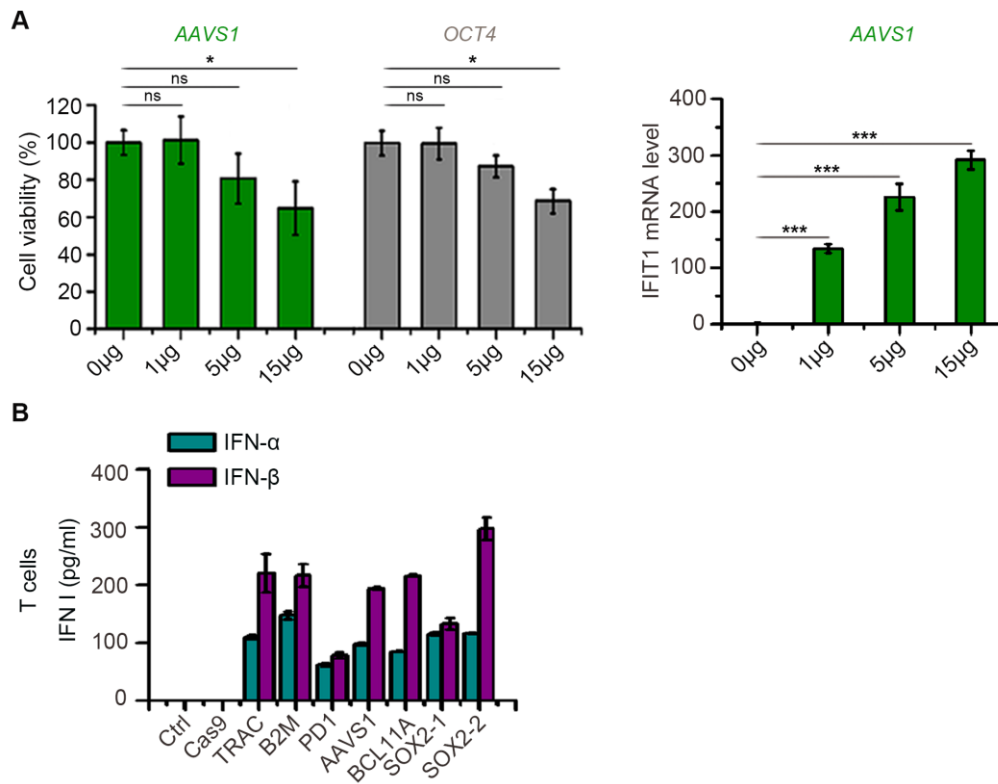 A
AAVS1
OCT4
AAVS1
*
ns
ns
*
ns
ns
***
***
***
Cell viability (%)
120
100
80
60
40
20
0
0µg
1µg
5µg
15µg
0µg
1µg
5µg
15µg
IFIT1 mRNA level
400
300
200
100
0
0µg
1µg
5µg
15µg
B
IFN-α
IFN-β
T cells
IFN I (pg/ml)
400
300
200
100
0
Ctrl
Cas9
TRAC
B2M
PD1
AAVS1
BCL11A
SOX2-1
SOX2-2